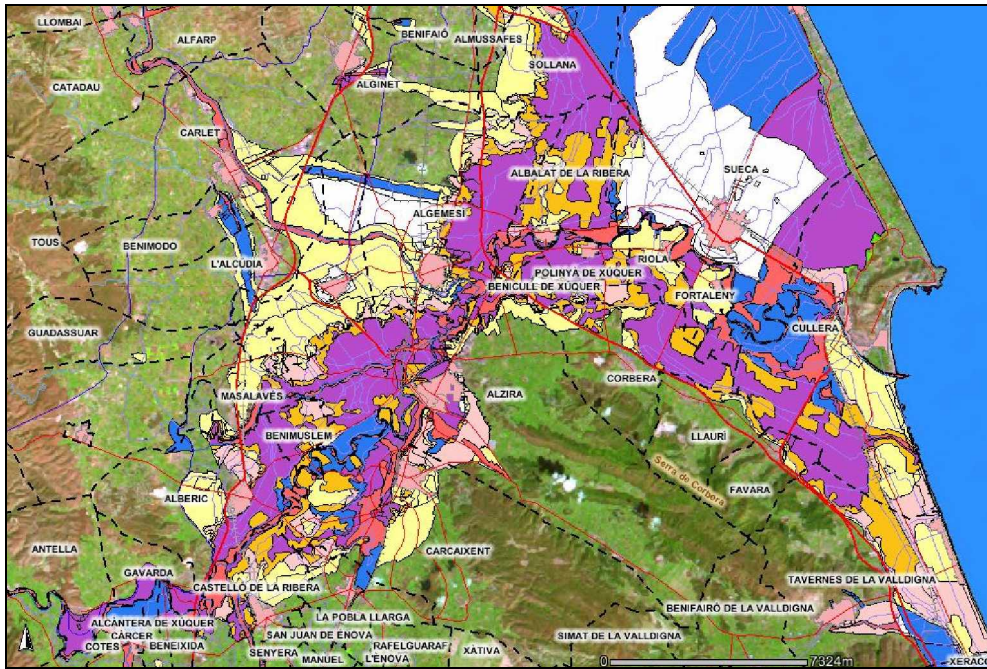 LLOMBAI
ALFARP
BENIFAIÓ
ALMUSSAFES
SOLLANA
CATADAU
ALGINET
CARLET
ALBALAT DE LA RIBERA
SUECA
ALGEMESÍ
TOUS
BENIMODO
L'ALCÚDIA
RIOLA
POLINYÀ DE XÚQUER
BENICULL DE XÚQUER
FORTALENY
GUADASSUAR
CULLERA
CORBERA
MASALAVÉS
ALZIRA
BENIMUSLEM
LLAURÍ
Serra de Corbera
FAVARA
ALBERIC
ANTELLA
CARCAIXENT
GAVARDA
CASTELLÓ DE LA RIBERA
TAVERNES DE LA VALLDIGNA
LA POBLA LLARGA
BENIFAIRÓ DE LA VALLDIGNA
ALCÀNTERA DE XÚQUER
CÀRCER
SAN JUAN DE ÉNOVA
SIMAT DE LA VALLDIGNA
COTES
BENEIXIDA
SENYERA
RAFELGUARAF
XÀTIVA
MANUEL
L'ÉNOVA
0
7324m
XERACO